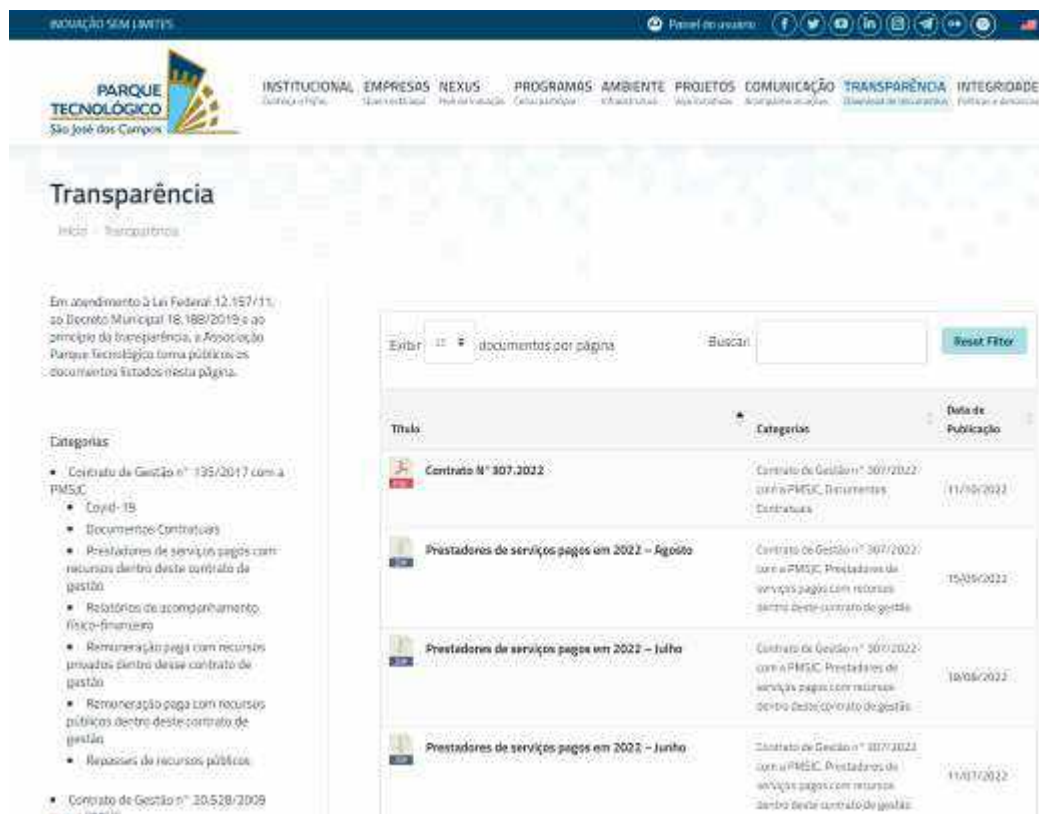 INOVAÇÃO SEM LIMITES
Painel do usuário
PARQUE
TECNOLÓGICO
São José dos Campos
INSTITUCIONAL EMPRESAS NEXUS PROGRAMAS AMBIENTE PROJETOS COMUNICAÇÃO TRANSPARÊNCIA INTEGRIDADE
Transparência
Início Transparência
Em atendimento à Lei Federal 12.157/11,
ao Decreto Municipal 18.188/2019 e ao
princípio da transparência, a Associação
Parque Tecnológico torna públicos os
documentos listados nesta página.
Categorias
• Contrato de Gestão n° 135/2017 com a
PMSJC
• Covid-19
• Documentos Contratuais
• Prestadores de serviços pagos com
recursos dentro deste contrato de
gestão
• Relatórios de acompanhamento
físico-financeiro
• Remuneração paga com recursos
privados dentro desse contrato de
gestão
• Remuneração paga com recursos
públicos dentro deste contrato de
gestão
• Repasses de recursos públicos
• Contrato de Gestão n° 20.528/2009
Exibir documentos por página
Buscar:
Reset Filter
Título
Categorias
Data de
Publicação
Contrato N° 307.2022
Contrato de Gestão n° 307/2022
com a PMSJC, Documentos
Contratuais
11/10/2022
Prestadores de serviços pagos em 2022 – Agosto
Contrato de Gestão n° 307/2022
com a PMSJC, Prestadores de
serviços pagos com recursos
dentro deste contrato de gestão
15/09/2022
Prestadores de serviços pagos em 2022 – Julho
Contrato de Gestão n° 307/2022
com a PMSJC, Prestadores de
serviços pagos com recursos
dentro deste contrato de gestão
18/08/2022
Prestadores de serviços pagos em 2022 – Junho
Contrato de Gestão n° 307/2022
com a PMSJC, Prestadores de
serviços pagos com recursos
dentro deste contrato de gestão
11/07/2022